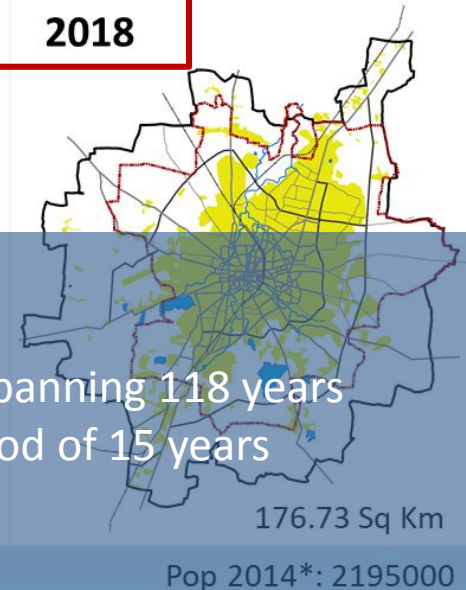 2018
panning 118 years
od of 15 years
176.73 Sq Km
Pop 2014*: 2195000